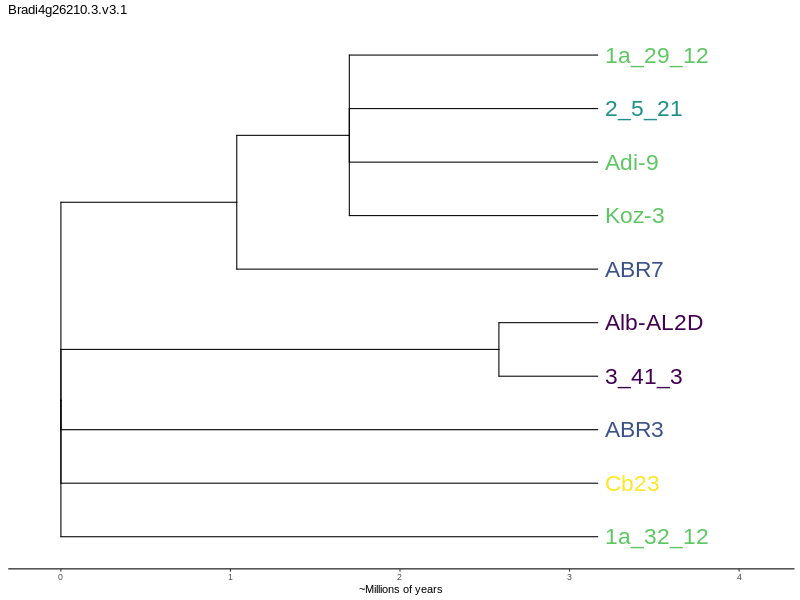 Bradi4g26210.3.v3.1
1a_29_12
2_5_21
Adi-9
Koz-3
ABR7
Alb-AL2D
3_41_3
ABR3
Cb23
1a_32_12
0 1 2 3 4
~Millions of years